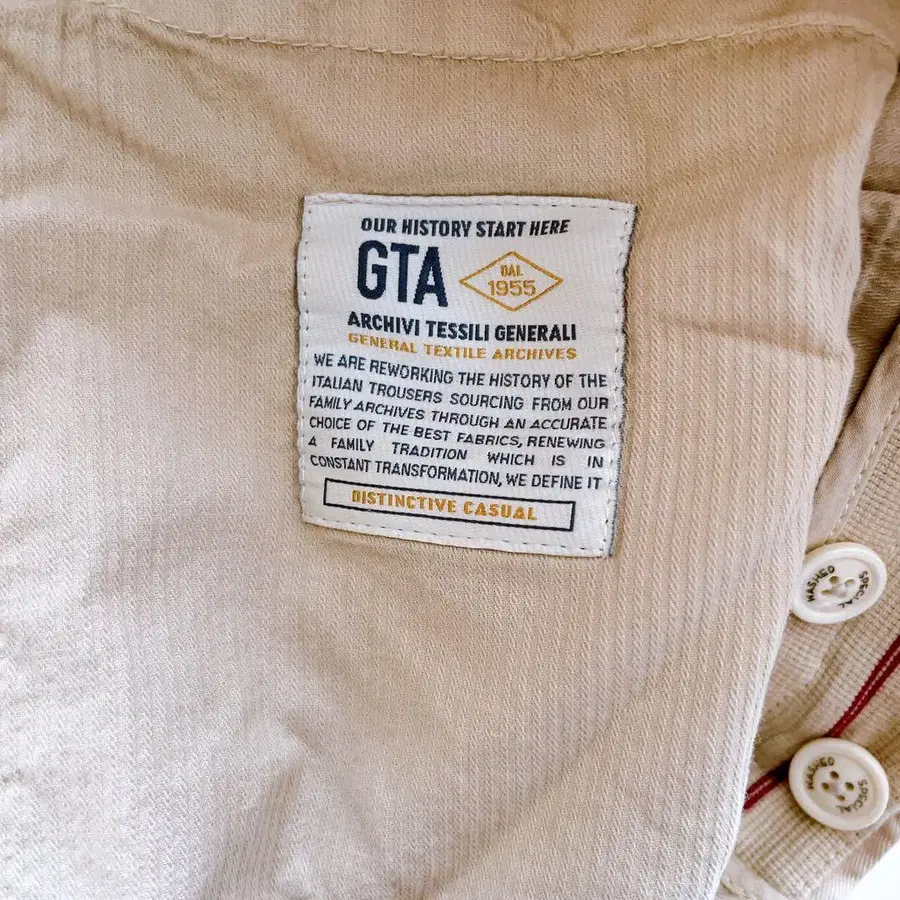 OUR HISTORY START HERE
GTA
DAL
1955
ARCHIVI TESSILI GENERALI
GENERAL TEXTILE ARCHIVES
WE ARE REWORKING THE HISTORY OF THE
ITALIAN TROUSERS SOURCING FROM OUR
FAMILY ARCHIVES THROUGH AN ACCURATE
CHOICE OF THE BEST FABRICS, RENEWING
A FAMILY TRADITION WHICH IS IN
CONSTANT TRANSFORMATION, WE DEFINE IT
DISTINCTIVE CASUAL
WASHED SPECIAL
WASHED SPECIAL